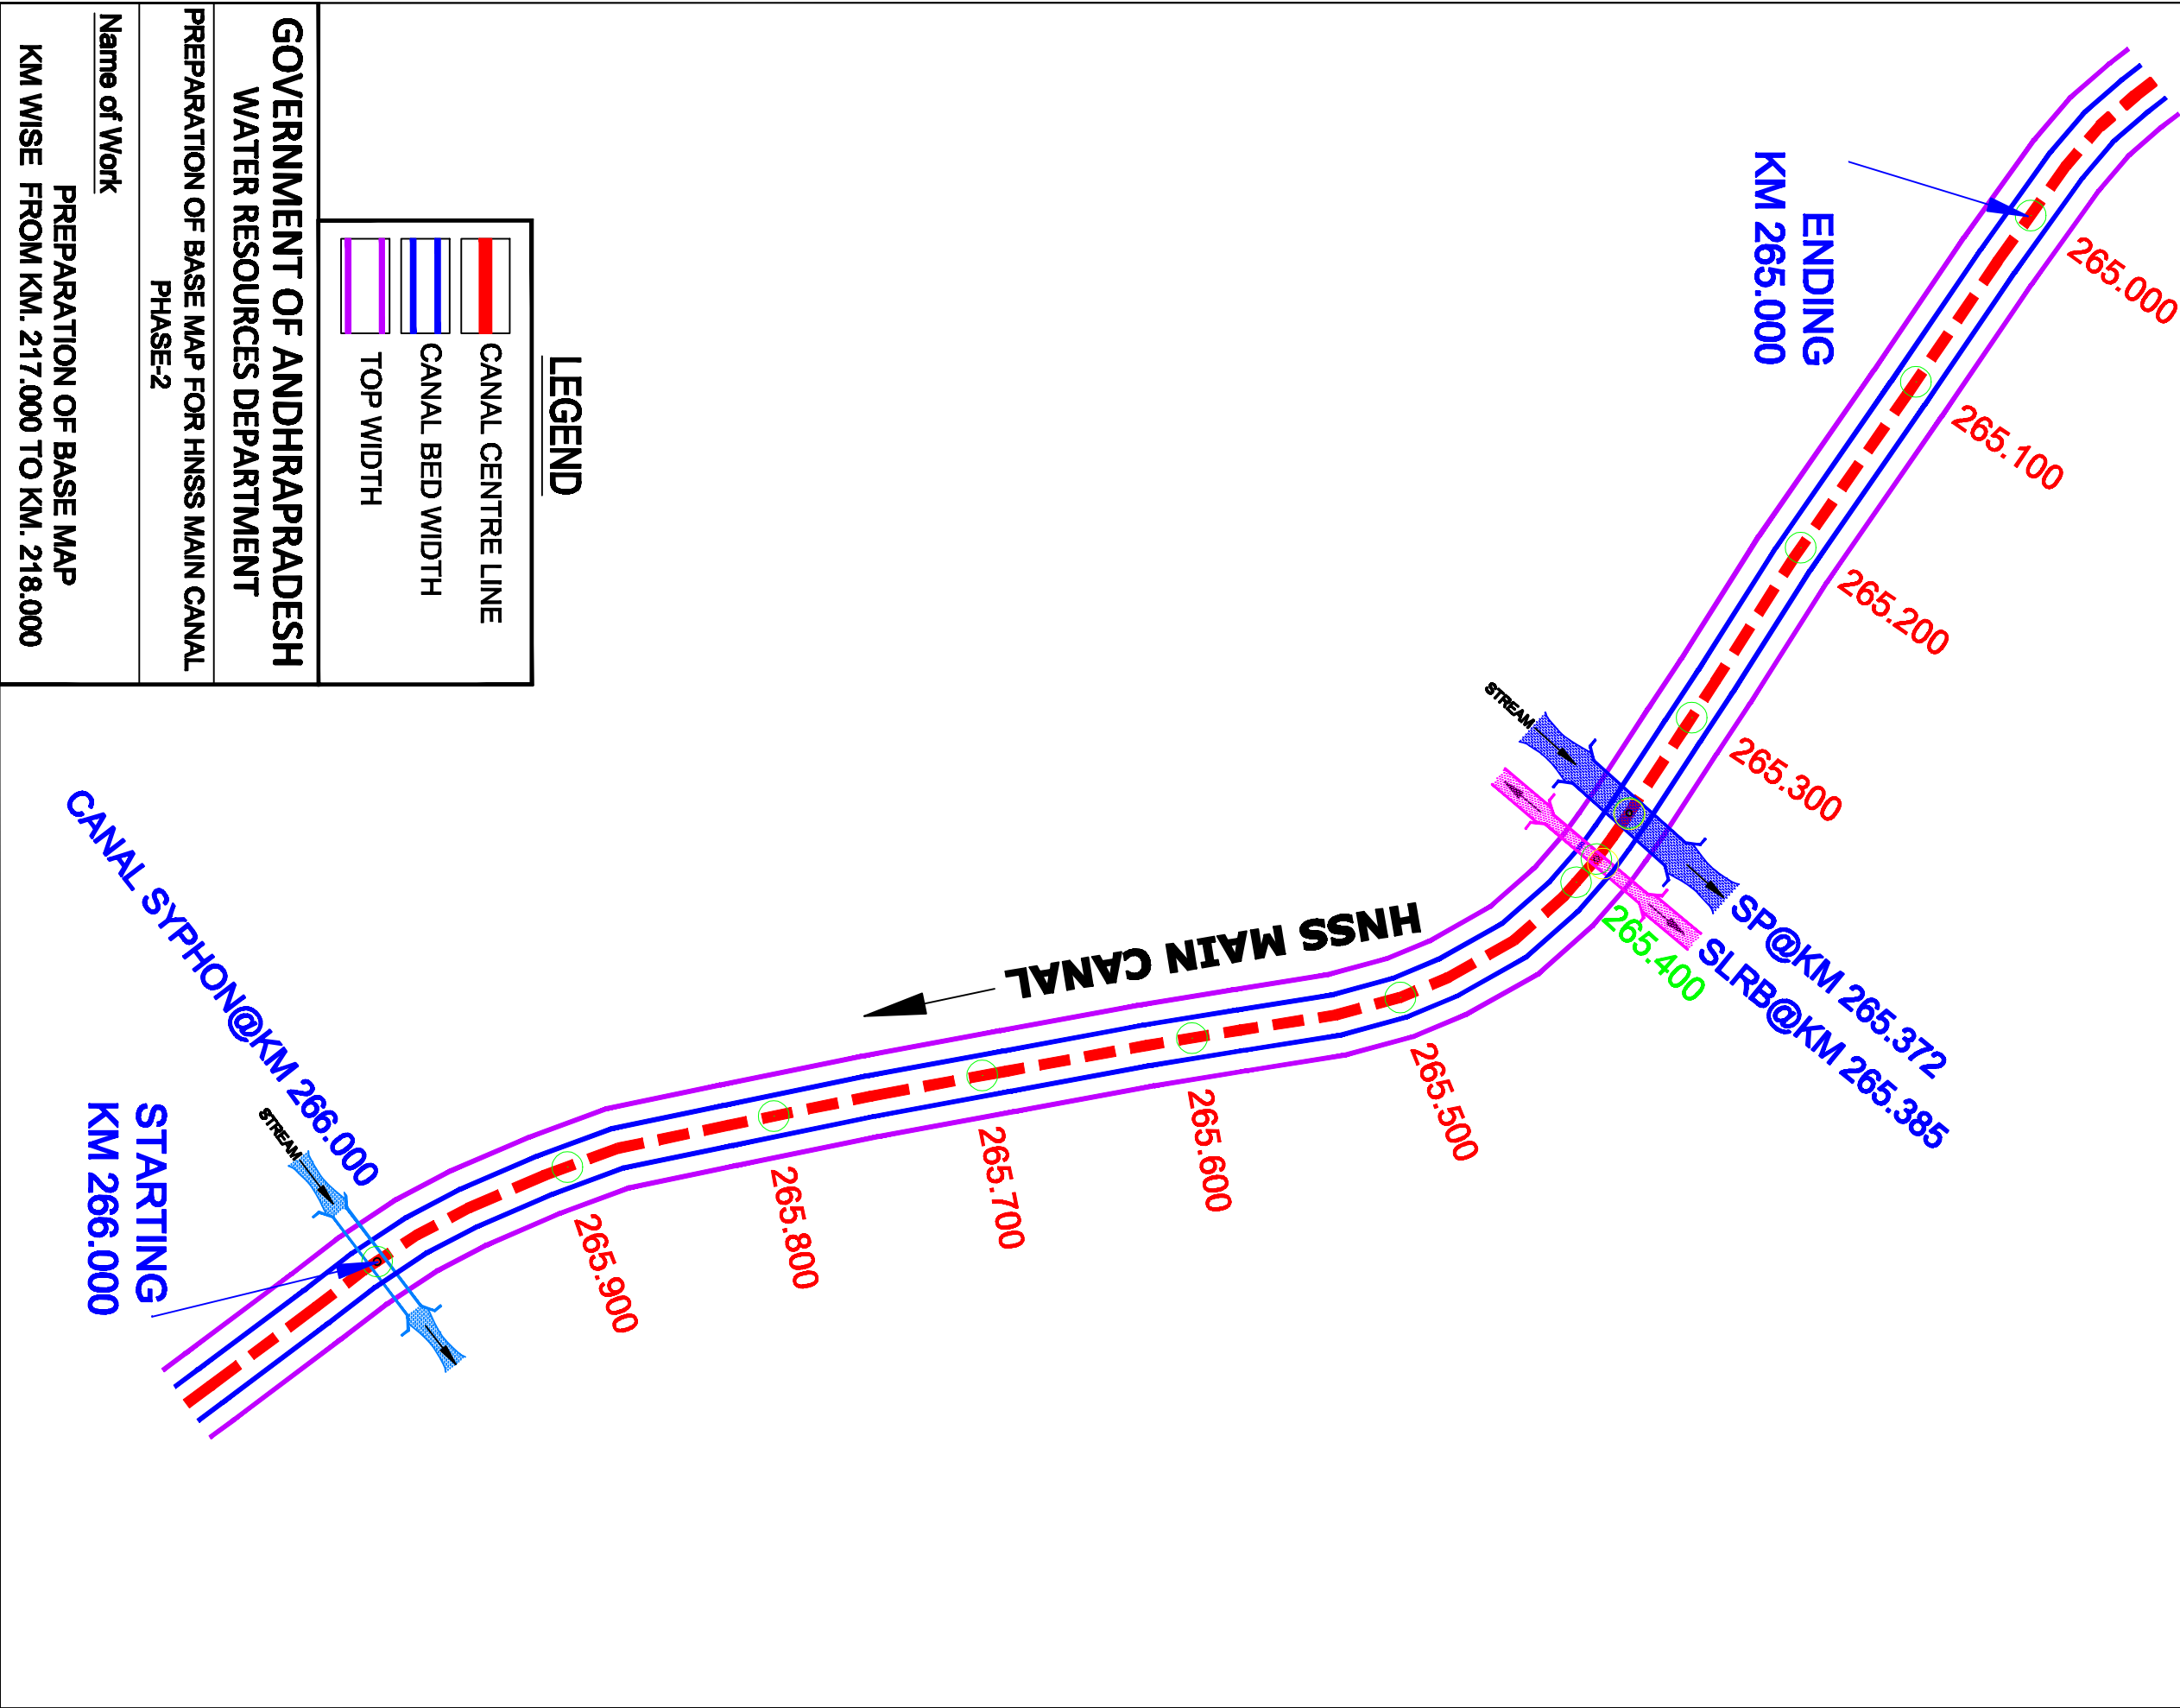 265.000
ENDING
KM 265.000
265.100
265.200
265.300
STREAM
SP@KM 265.372
SLRB@KM 265.385
265.400
HNSS MAIN CANAL
265.500
265.600
265.700
265.800
265.900
CANAL SYPHON@KM 266.000
STREAM
STARTING
KM 266.000
LEGEND
CANAL CENTRE LINE
CANAL BED WIDTH
TOP WIDTH
GOVERNMENT OF ANDHRAPRADESH
WATER RESOURCES DEPARTMENT
PREPARATION OF BASE MAP FOR HNSS MAIN CANAL
PHASE-2
Name of Work
PREPARATION OF BASE MAP
KM WISE FROM KM. 217.000 TO KM. 218.000